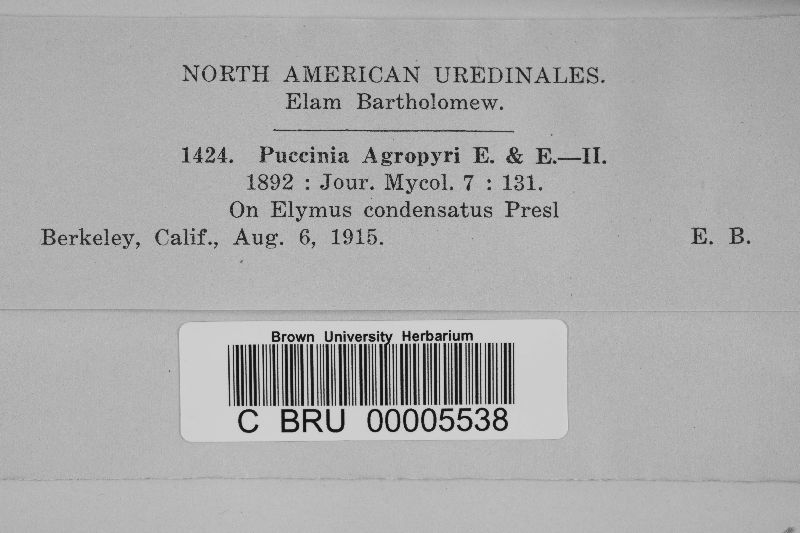 NORTH AMERICAN UREDINALES.
Elam Bartholomew.
1424. Puccinia Agropyri E. & E.—II.
1892 : Jour. Mycol. 7 : 131.
On Elymus condensatus Presl
Berkeley, Calif., Aug. 6, 1915. E. B.
Brown University Herbarium
C BRU 00005538